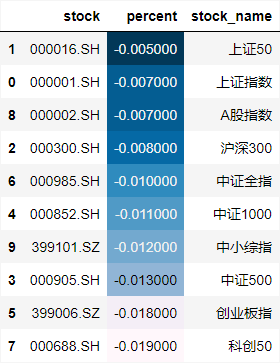 stock percent stock_name
1 000016.SH -0.005000 上证50
0 000001.SH -0.007000 上证指数
8 000002.SH -0.007000 A股指数
2 000300.SH -0.008000 沪深300
6 000985.SH -0.010000 中证全指
4 000852.SH -0.011000 中证1000
9 399101.SZ -0.012000 中小综指
3 000905.SH -0.013000 中证500
5 399006.SZ -0.018000 创业板指
7 000688.SH -0.019000 科创50